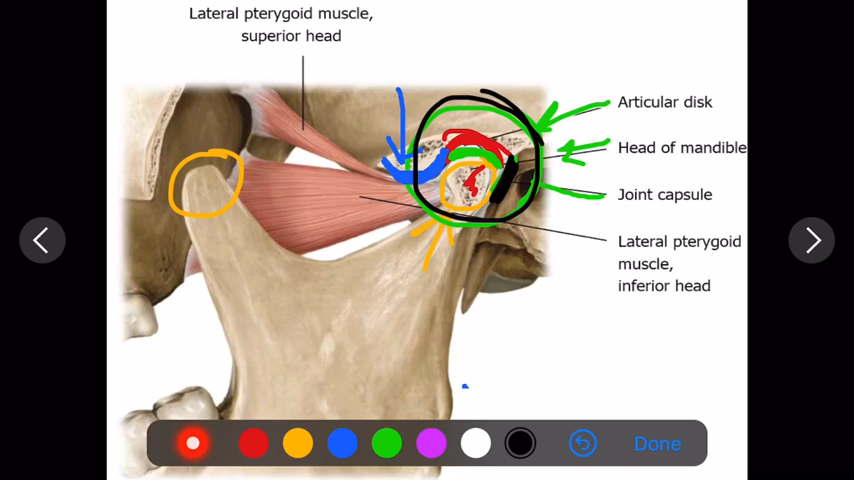 Lateral pterygoid muscle,
superior head
Articular disk
Head of mandible
Joint capsule
Lateral pterygoid
muscle,
inferior head
Done